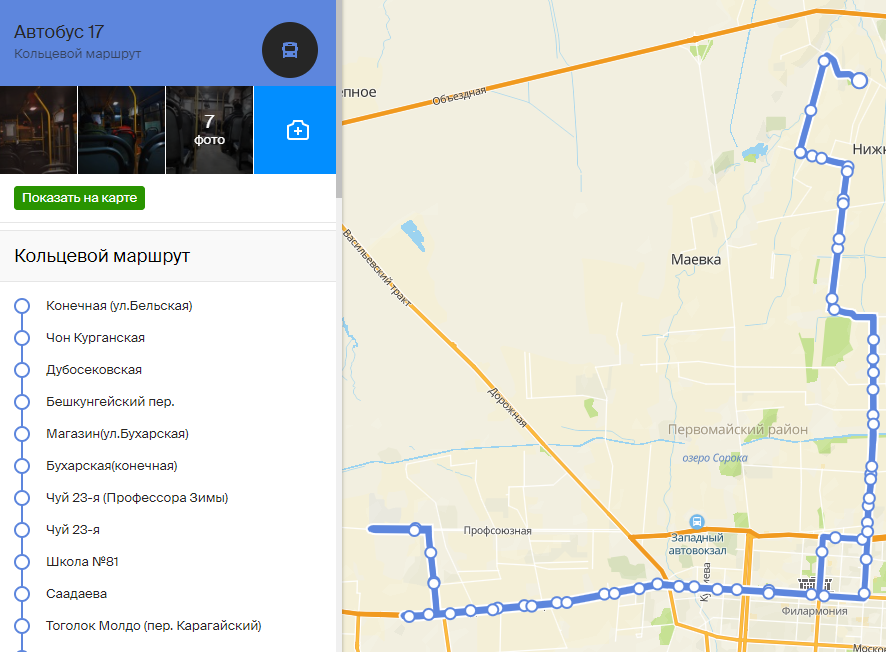 Автобус 17
Кольцевой маршрут
7
фото
Показать на карте
Кольцевой маршрут
Конечная (ул.Бельская)
Чон Курганская
Дубосековская
Бешкунгейский пер.
Магазин(ул.Бухарская)
Бухарская(конечная)
Чуй 23-я (Профессора Зимы)
Чуй 23-я
Школа №81
Саадаева
Тоголок Молдо (пер. Карагайский)
пное
Объездная
Нижн
Васильевский тракт
Маевка
Дорожная
Первомайский район
озеро Сорока
Профсоюзная
Западный
автовокзал
Филармония
Москов